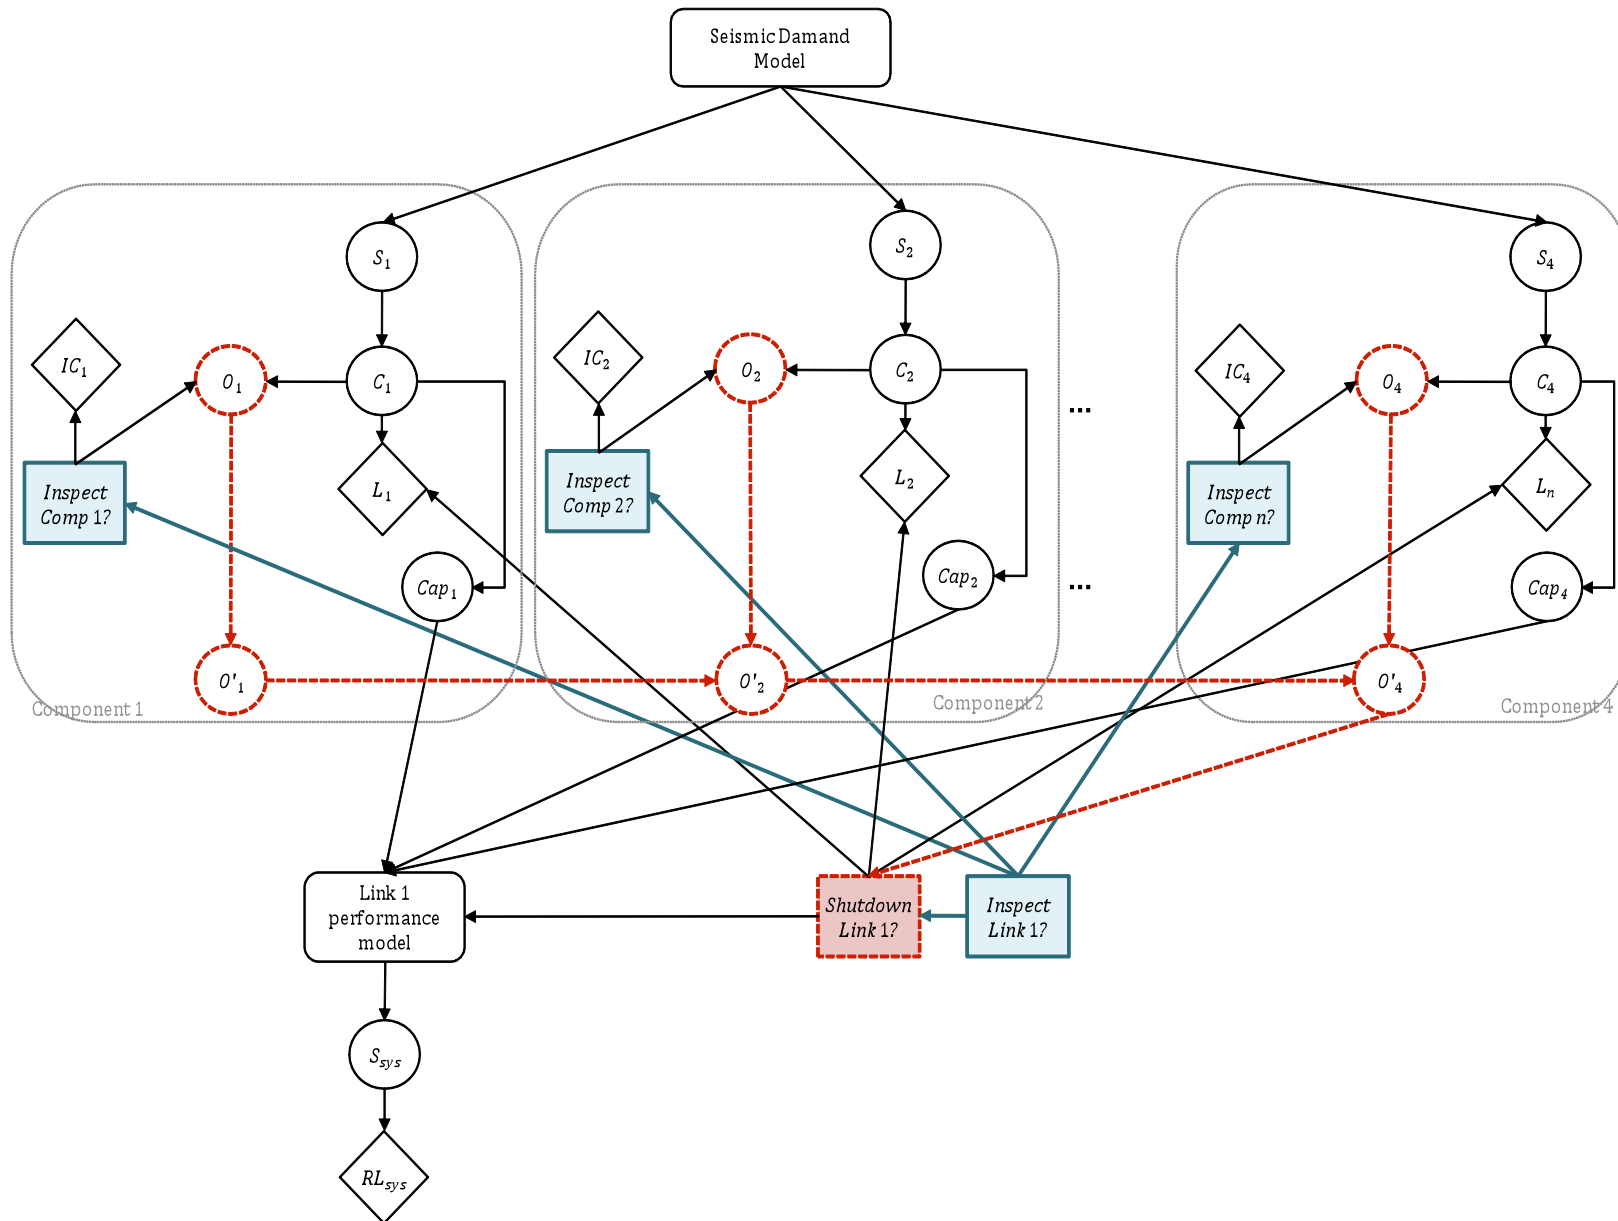 Seismic Damand
Model
S1
S2
S4
IC1
O1
C1
IC2
O2
C2
...
IC4
O4
C4
Inspect
Comp 1?
L1
Inspect
Comp 2?
L2
Inspect
Comp n?
Ln
Cap1
Cap2
...
Cap4
O'1
O'2
O'4
Component 1
Component 2
Component 4
Link 1
performance
model
Shutdown
Link 1?
Inspect
Link 1?
Ssys
RLsys